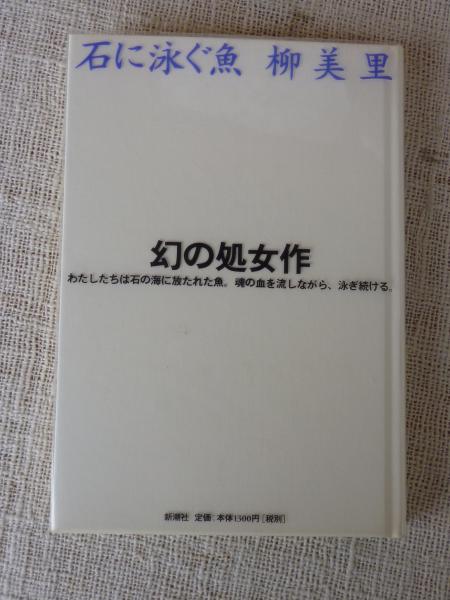 石に泳ぐ魚 柳美里
幻の処女作
わたしたちは石の海に放たれた魚。魂の血を流しながら、泳ぎ続ける。
新潮社 定価:本体1300円[税別]